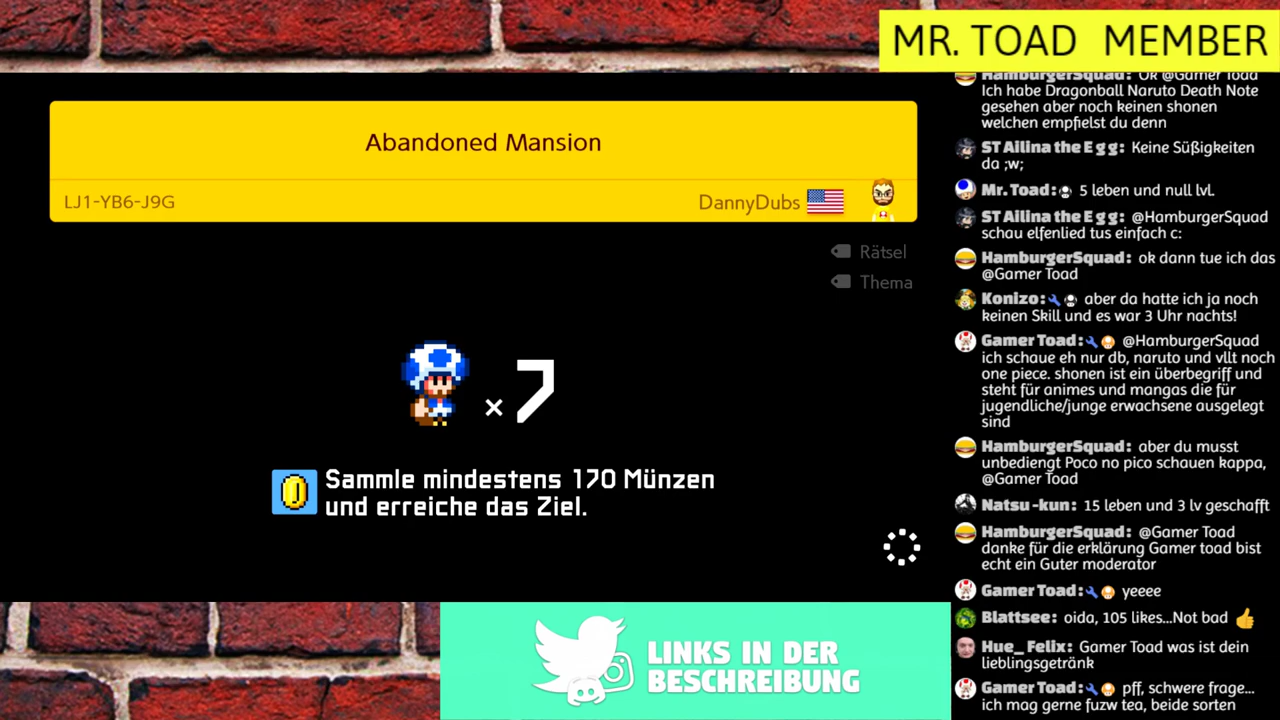 MR. TOAD MEMBER
Abandoned Mansion
LJ1-YB6-J9G
DannyDubs
Rätsel
Thema
× 7
Sammle mindestens 170 Münzen
und erreiche das Ziel.
LINKS IN DER
BESCHREIBUNG
HamburgerSquad: Ok @Gamer Toad
Ich habe Dragonball Naruto Death Note
gesehen aber noch keinen shonen
welchen empfielst du denn
ST Ailina the E g g: Keine Süßigkeiten
da ;w;
Mr. Toad: 5 leben und null lvl.
ST Ailina the E g g: @HamburgerSquad
schau elfenlied tus einfach c:
HamburgerSquad: ok dann tue ich das
@Gamer Toad
Konizo: aber da hatte ich ja noch
keinen Skill und es war 3 Uhr nachts!
Gamer Toad: @HamburgerSquad
ich schaue eh nur db, naruto und vllt noch
one piece. shonen ist ein überbegriff und
steht für animes und mangas die für
jugendliche/junge erwachsene ausgelegt
sind
HamburgerSquad: aber du musst
unbediengt Poco no pico schauen kappa,
@Gamer Toad
Natsu-kun: 15 leben und 3 lv geschafft
HamburgerSquad: @Gamer Toad
danke für die erklärung Gamer toad bist
echt ein Guter moderator
Gamer Toad: yeeee
Blattsee: oida, 105 likes...Not bad 👍
Hue_Felix: Gamer Toad was ist dein
lieblingsgetränk
Gamer Toad: pff, schwere frage...
ich mag gerne fuzw tea, beide sorten